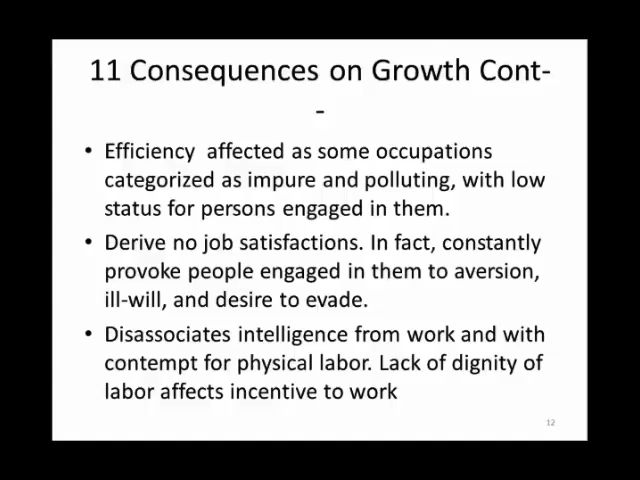 11 Consequences on Growth Cont-
-
• Efficiency  affected as some occupations
categorized as impure and polluting, with low
status for persons engaged in them.
• Derive no job satisfactions. In fact, constantly
provoke people engaged in them to aversion,
ill-will, and desire to evade.
• Disassociates intelligence from work and with
contempt for physical labor. Lack of dignity of
labor affects incentive to work
12